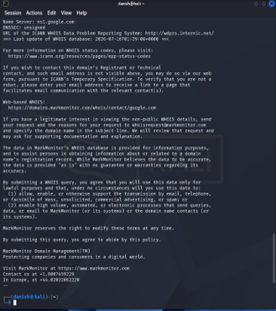 danish@kali: ~
Session Actions Edit View Help
Name Server: ns1.google.com
DNSSEC: unsigned
URL of the ICANN WHOIS Data Problem Reporting System: http://wdprs.internic.net/
>>> Last update of WHOIS database:
For more information on WHOIS status codes, please visit:
https://www.icann.org/resources/pages/epp-status-codes
If you wish to contact this domain's Registrant or Technical
contact, and such email address is not visible above, you may do so via our web
form, pursuant to ICANN's Temporary Specification. To verify that you are not a
robot, please enter your email address to receive a link to a page that
facilitates email communication with the relevant contact(s).
Web-based WHOIS:
https://domains.markmonitor.com/whois/contact/google.com
If you have a legitimate interest in viewing the non-public WHOIS details, send
your request and the reasons for your request to whoisrequest@markmonitor.com
and specify the domain name in the subject line. We will review that request and
may ask for supporting documentation and explanation.
The data in MarkMonitor's WHOIS database is provided for information purposes,
and to assist persons in obtaining information about or related to a domain
name's registration record. While MarkMonitor believes the data to be accurate,
the data is provided "as is" with no guarantee or warranties regarding its
accuracy.
By submitting a WHOIS query, you agree that you will use this data only for
lawful purposes and that, under no circumstances will you use this data to:
(1) allow, enable, or otherwise support the transmission by email, telephone,
or facsimile of mass, unsolicited, commercial advertising, or spam; or
(2) enable high volume, automated, or electronic processes that send queries,
data, or email to MarkMonitor (or its systems) or the domain name contacts (or
its systems).
MarkMonitor reserves the right to modify these terms at any time.
By submitting this query, you agree to abide by this policy.
MarkMonitor Domain Management(TM)
Protecting companies and consumers in a digital world.
Visit MarkMonitor at https://www.markmonitor.com
Contact us at +1.8007459229
In Europe, at +44.02032062220
--
(danish@kali)-[~]
$